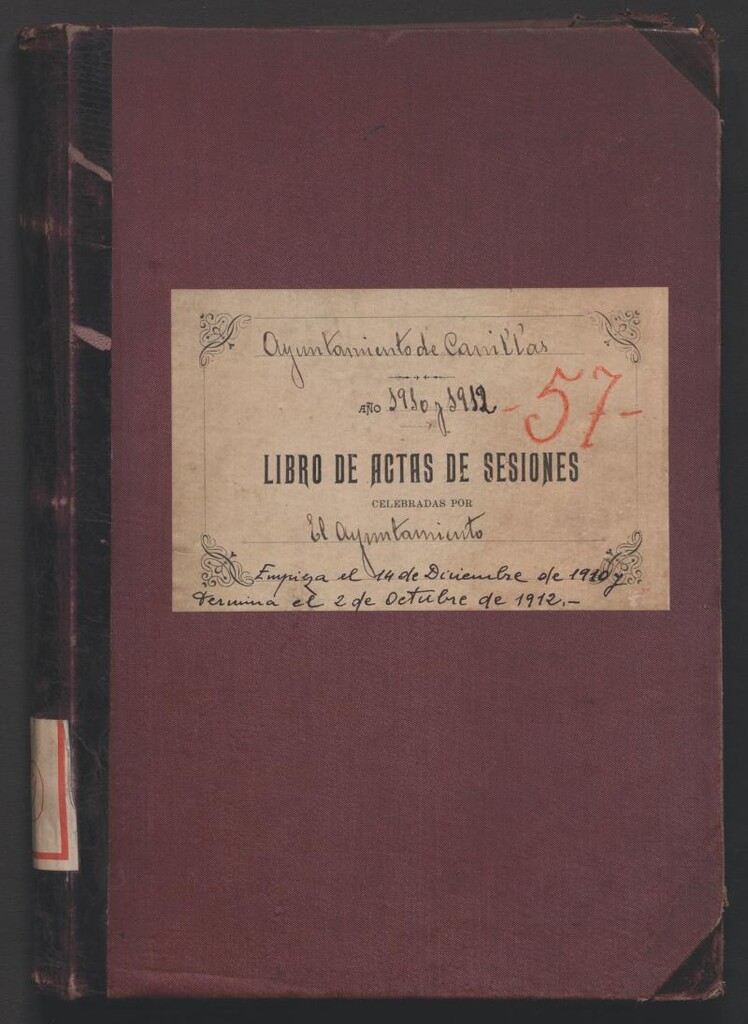 Ayuntamiento de Canillas
AÑO 1910 y 1912
-57-
LIBRO DE ACTAS DE SESIONES
CELEBRADAS POR
El Ayuntamiento
Empieza el 14 de Diciembre de 1910 y
termina el 2 de Octubre de 1912.-